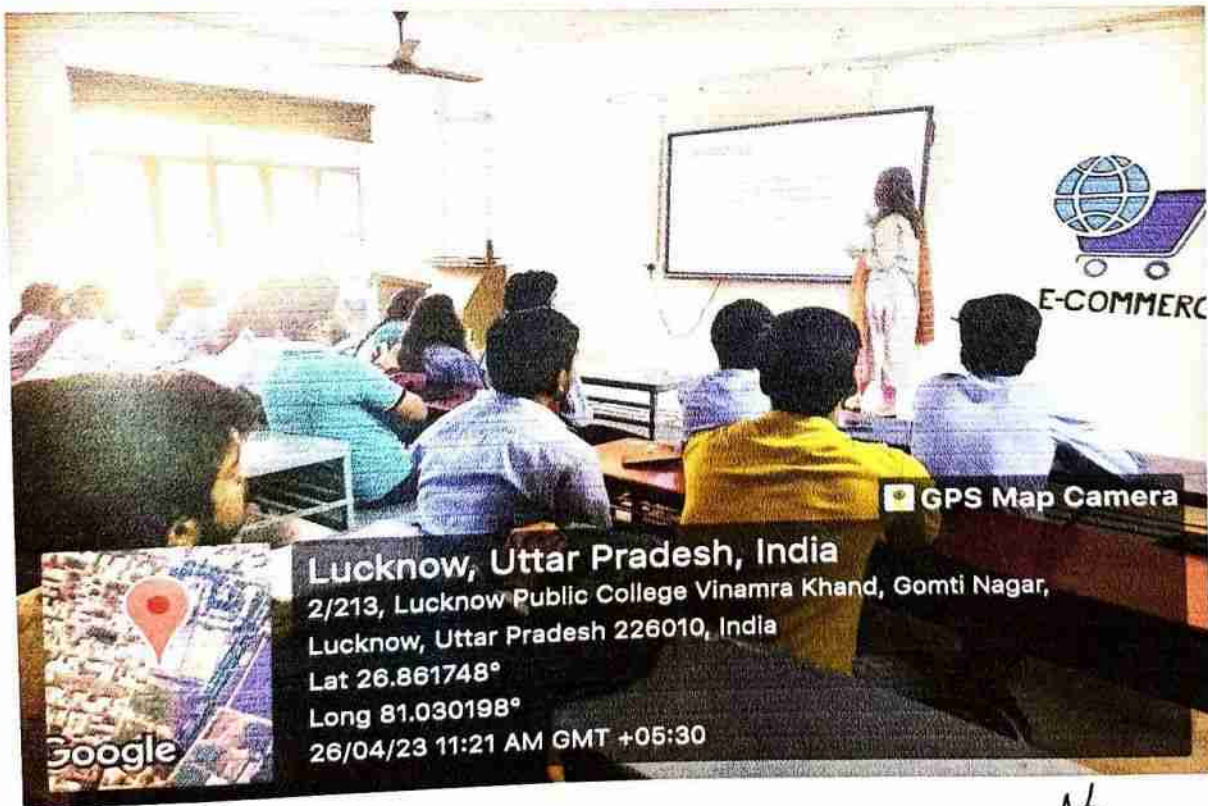 E-COMMERC
GPS Map Camera
Lucknow, Uttar Pradesh, India
2/213, Lucknow Public College Vinamra Khand, Gomti Nagar,
Lucknow, Uttar Pradesh 226010, India
Lat 26.861748°
Long 81.030198°
26/04/23 11:21 AM GMT +05:30
Google